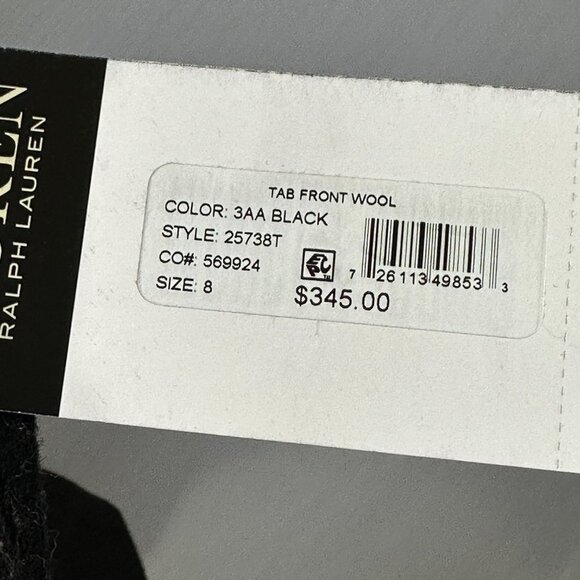 RALPH LAUREN
TAB FRONT WOOL
COLOR: 3AA BLACK
STYLE: 25738T
CO#: 569924
SIZE: 8
7 26113 49853 3
$345.00